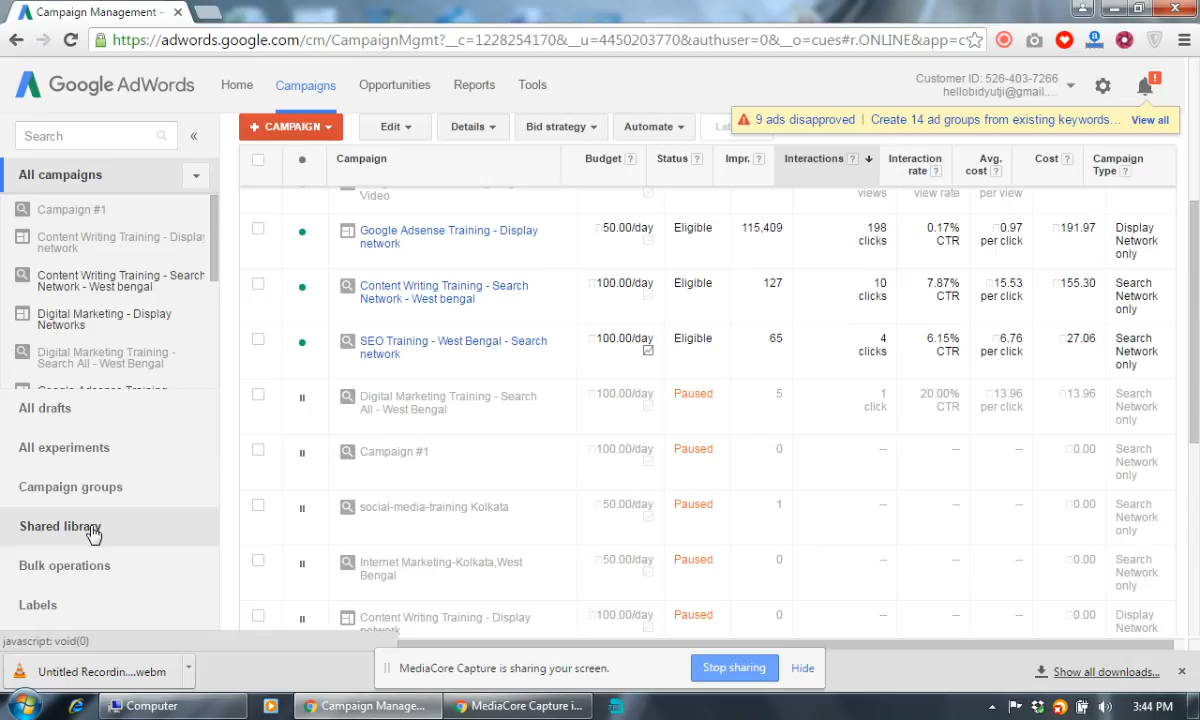 Campaign Management –
https://adwords.google.com/cm/CampaignMgmt?__c=1228254170&__u=4450203770&authuser=0&__o=cues#r.ONLINE&app=c
Google AdWords
Home
Campaigns
Opportunities
Reports
Tools
Customer ID: 526-403-7266
hellobidyutji@gmail....
9 ads disapproved | Create 14 ad groups from existing keywords... View all
Search
«
+ CAMPAIGN
Edit
Details
Bid strategy
Automate
All campaigns
Campaign #1
Content Writing Training - Display
network
Content Writing Training - Search
Network - West bengal
Digital Marketing - Display
Networks
Digital Marketing Training -
Search All - West Bengal
Google Adsense Training
All drafts
All experiments
Campaign groups
Shared library
Bulk operations
Labels
javascript: void(0)
Campaign
Budget ?
Status ?
Impr. ?
Interactions ?
Interaction
rate ?
Avg.
cost ?
Cost ?
Campaign
Type ?
Video
views
view rate
per view
Google Adsense Training - Display
network
50.00/day
Eligible
115,409
198
clicks
0.17%
CTR
0.97
per click
191.97
Display
Network
only
Content Writing Training - Search
Network - West bengal
100.00/day
Eligible
127
10
clicks
7.87%
CTR
15.53
per click
155.30
Search
Network
only
SEO Training - West Bengal - Search
network
100.00/day
Eligible
65
4
clicks
6.15%
CTR
6.76
per click
27.06
Search
Network
only
Digital Marketing Training - Search
All - West Bengal
100.00/day
Paused
5
1
click
20.00%
CTR
13.96
per click
13.96
Search
Network
only
Campaign #1
100.00/day
Paused
0
--
--
--
0.00
Search
Network
only
social-media-training Kolkata
50.00/day
Paused
1
--
--
--
0.00
Search
Network
only
Internet Marketing-Kolkata,West
Bengal
50.00/day
Paused
0
--
--
--
0.00
Search
Network
only
Content Writing Training - Display
network
100.00/day
Paused
0
--
--
--
0.00
Display
Network
Untitled Recordin....webm
MediaCore Capture is sharing your screen.
Stop sharing
Hide
Show all downloads...
Computer
Campaign Manage...
MediaCore Capture i...
3:44 PM